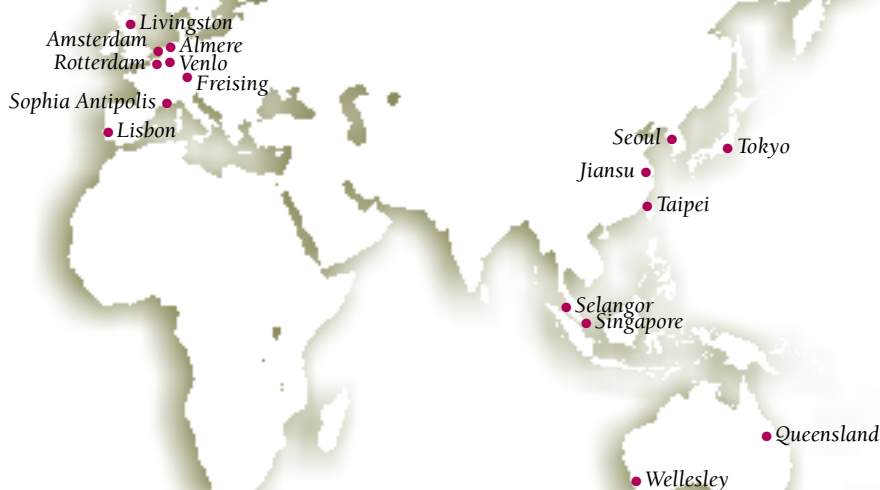 Livingston
Amsterdam
Almere
Rotterdam
Venlo
Freising
Sophia Antipolis
Lisbon
Seoul
Tokyo
Jiansu
Taipei
Selangor
Singapore
Queensland
Wellesley